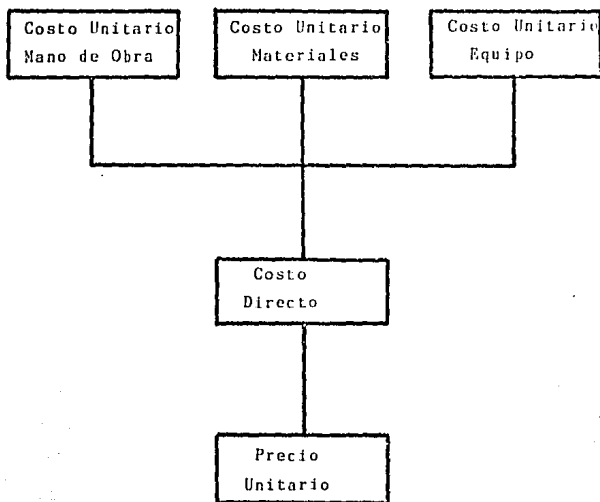 Costo Unitario
Mano de Obra
Costo Unitario
Materiales
Costo Unitario
Equipo
Costo
Directo
Precio
Unitario